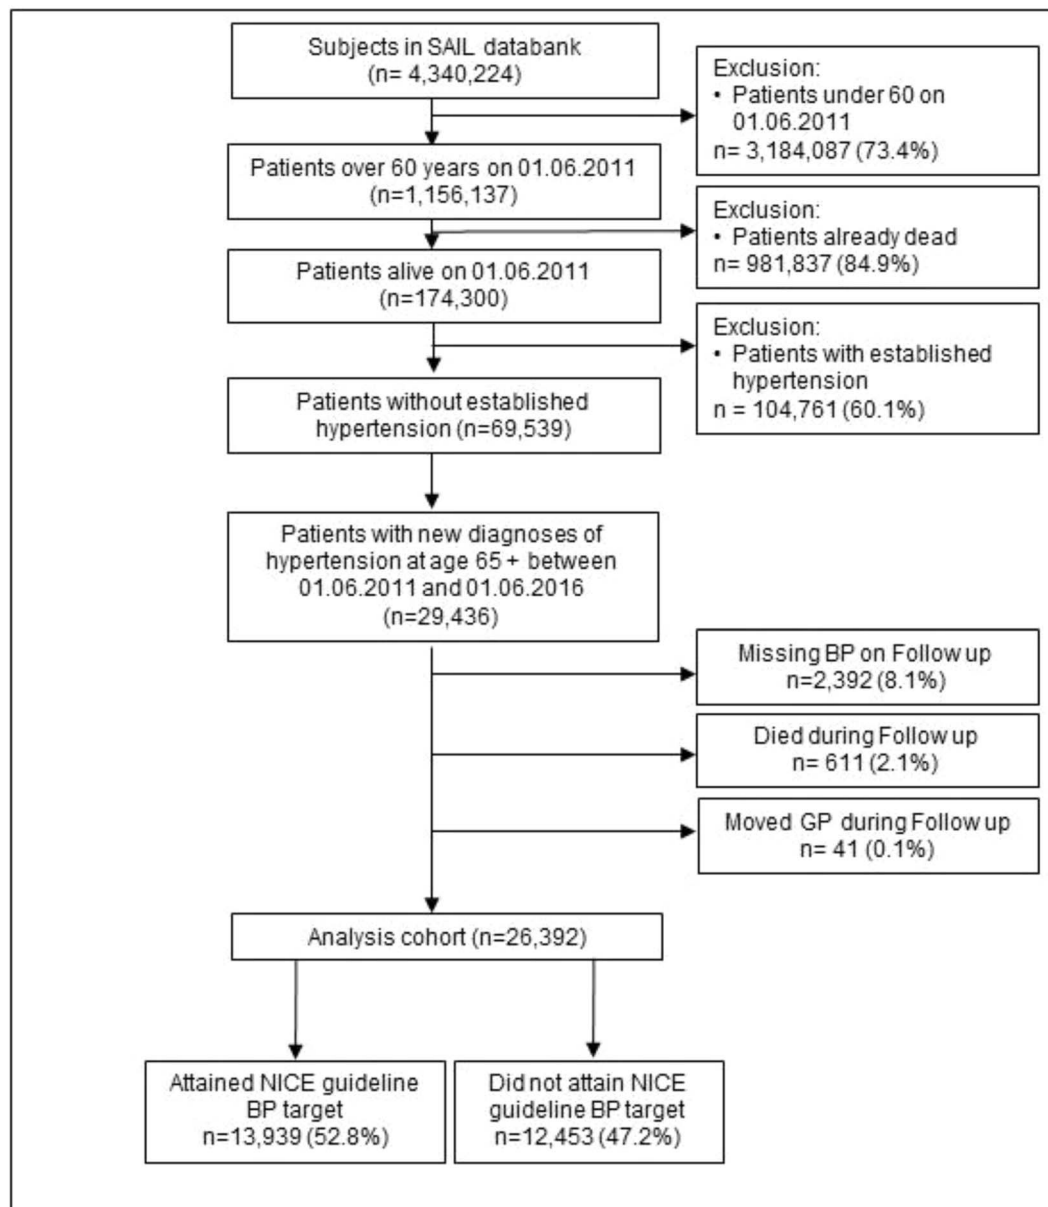 Subjects in SAIL databank
(n= 4,340,224)
Exclusion:
• Patients under 60 on
01.06.2011
n= 3,184,087 (73.4%)
Patients over 60 years on 01.06.2011
(n=1,156,137)
Exclusion:
• Patients already dead
n= 981,837 (84.9%)
Patients alive on 01.06.2011
(n=174,300)
Exclusion:
• Patients with established
hypertension
n = 104,761 (60.1%)
Patients without established
hypertension (n=69,539)
Patients with new diagnoses of
hypertension at age 65 + between
01.06.2011 and 01.06.2016
(n=29,436)
Missing BP on Follow up
n=2,392 (8.1%)
Died during Follow up
n= 611 (2.1%)
Moved GP during Follow up
n= 41 (0.1%)
Analysis cohort (n=26,392)
Attained NICE guideline
BP target
n=13,939 (52.8%)
Did not attain NICE
guideline BP target
n=12,453 (47.2%)